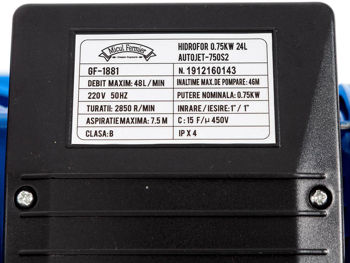 Micul Fermier
HIDROFOR 0.75KW 24L
AUTOJET-750S2
GF-1881
N. 1912160143
DEBIT MAXIM: 48L/MIN
INALTIME MAX.DE POMPARE: 46M
220V 50HZ
PUTERE NOMINALA: 0.75KW
TURATII: 2850 R/MIN
INRARE/IESIRE:1"/ 1"
ASPIRATIE MAXIMA: 7.5 M
C: 15 F/µ 450V
CLASA: B
IP X 4